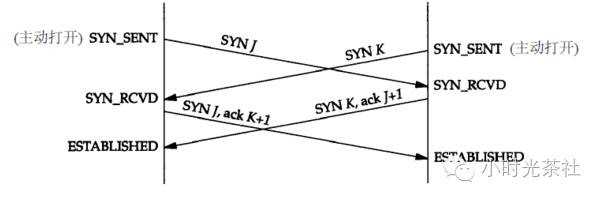 (主动打开) SYN_SENT
SYN J
SYN K
SYN_SENT (主动打开)
SYN_RCVD
SYN_RCVD
SYN J, ack K+1
SYN K, ack J+1
ESTABLISHED
ESTABLISHED
小时光茶社